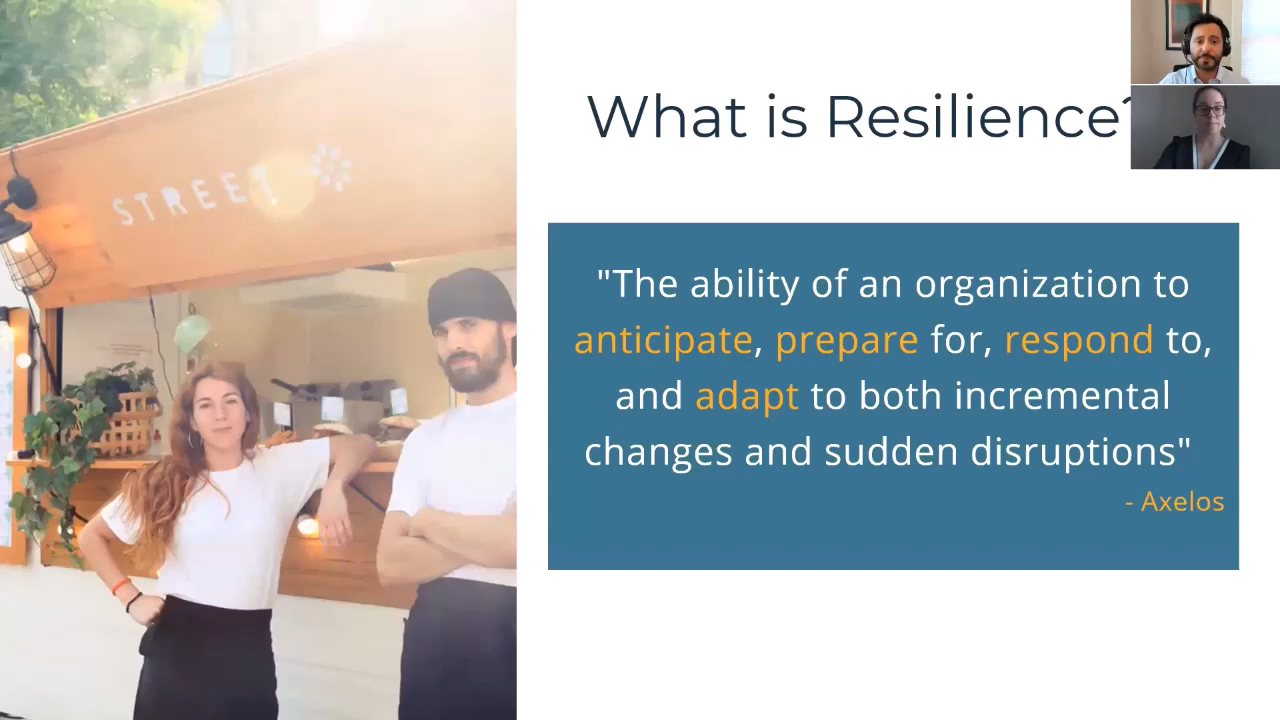 What is Resilience?
STREET
"The ability of an organization to
anticipate, prepare for, respond to,
and adapt to both incremental
changes and sudden disruptions"
- Axelos